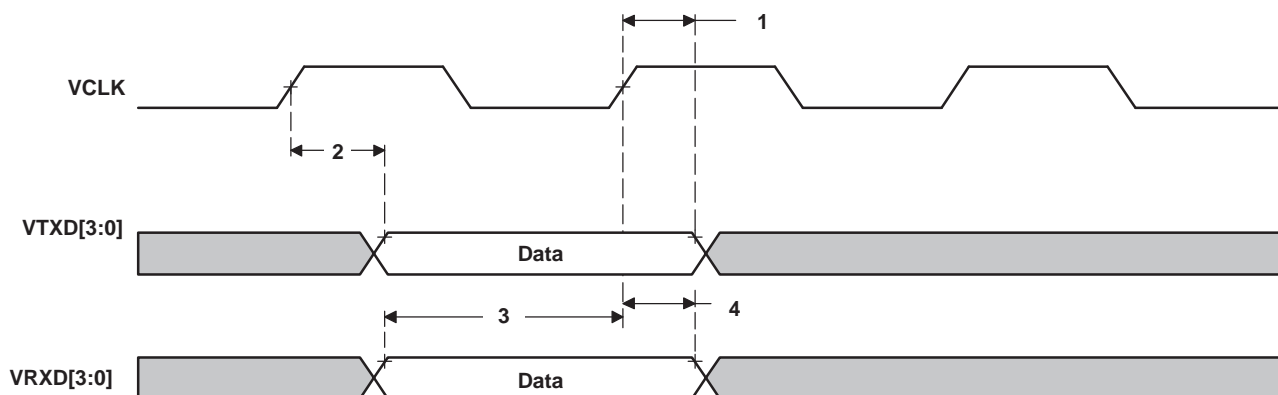 1
VCLK
2
VTXD[3:0]
Data
3
4
VRXD[3:0]
Data